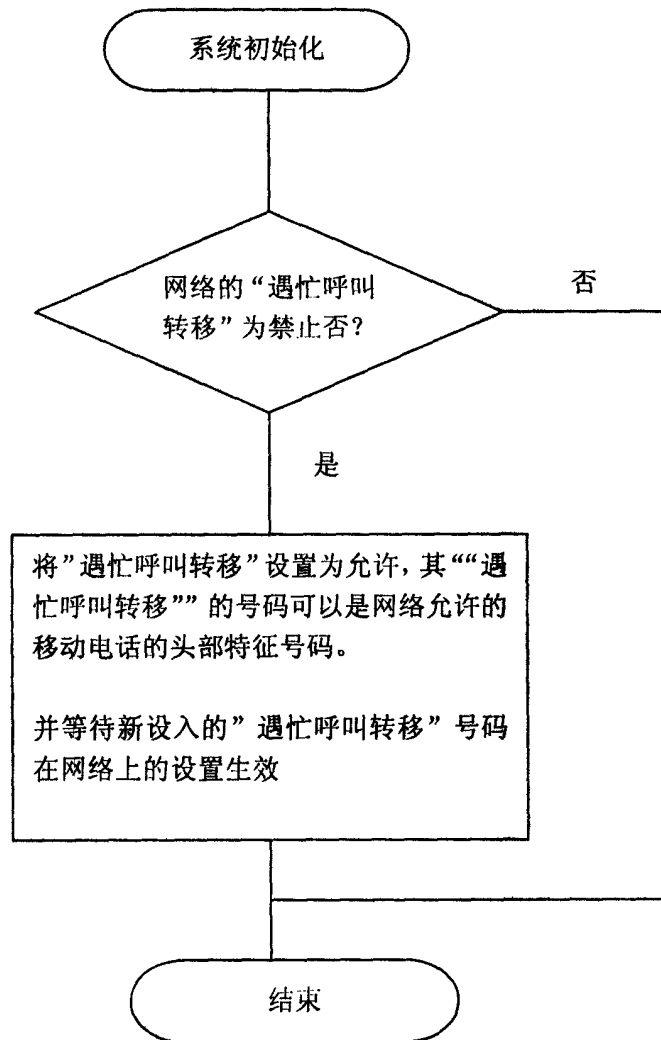 系统初始化
网络的“遇忙呼叫
转移”为禁止否？
否
是
将”遇忙呼叫转移”设置为允许，其““遇
忙呼叫转移””的号码可以是网络允许的
移动电话的头部特征号码。
并等待新设入的”遇忙呼叫转移”号码
在网络上的设置生效
结束